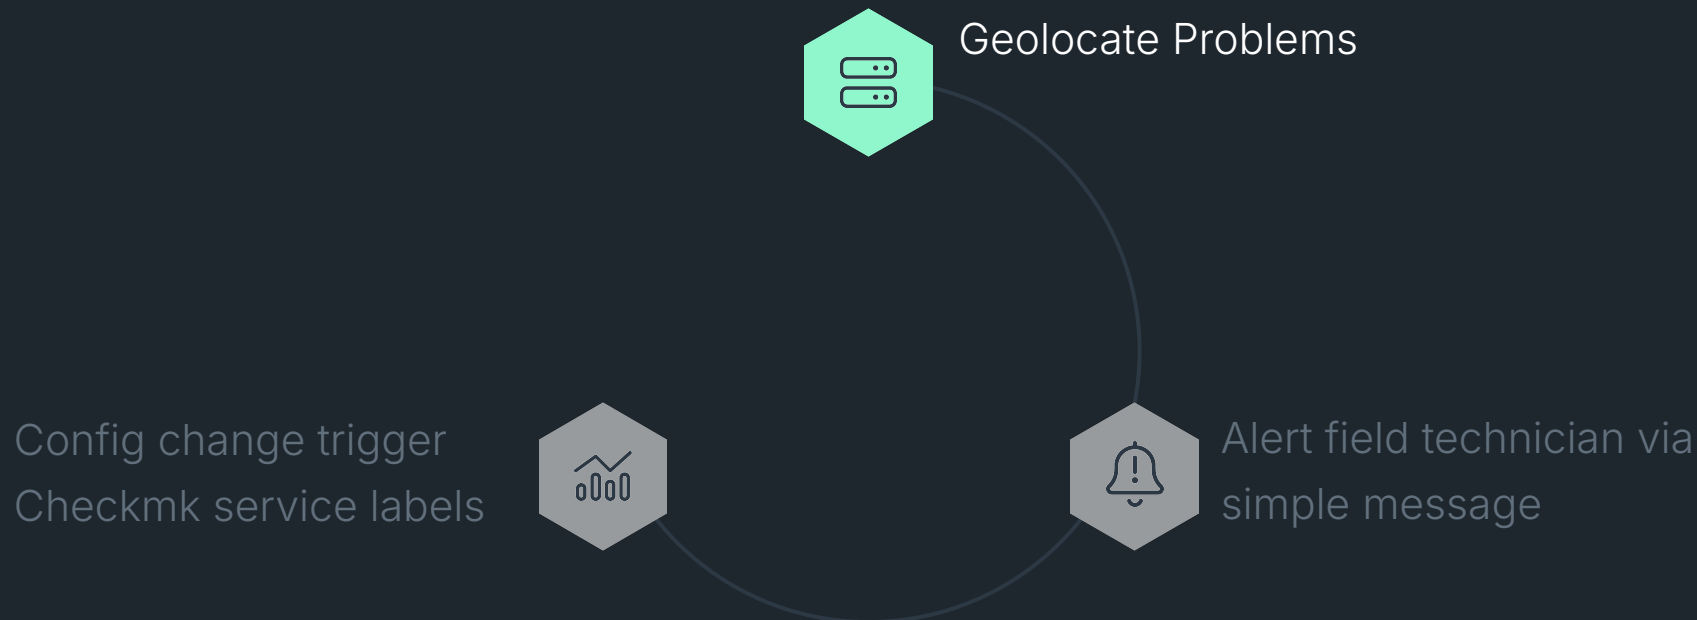 Geolocate Problems
Config change trigger
Checkmk service labels
Alert field technician via
simple message